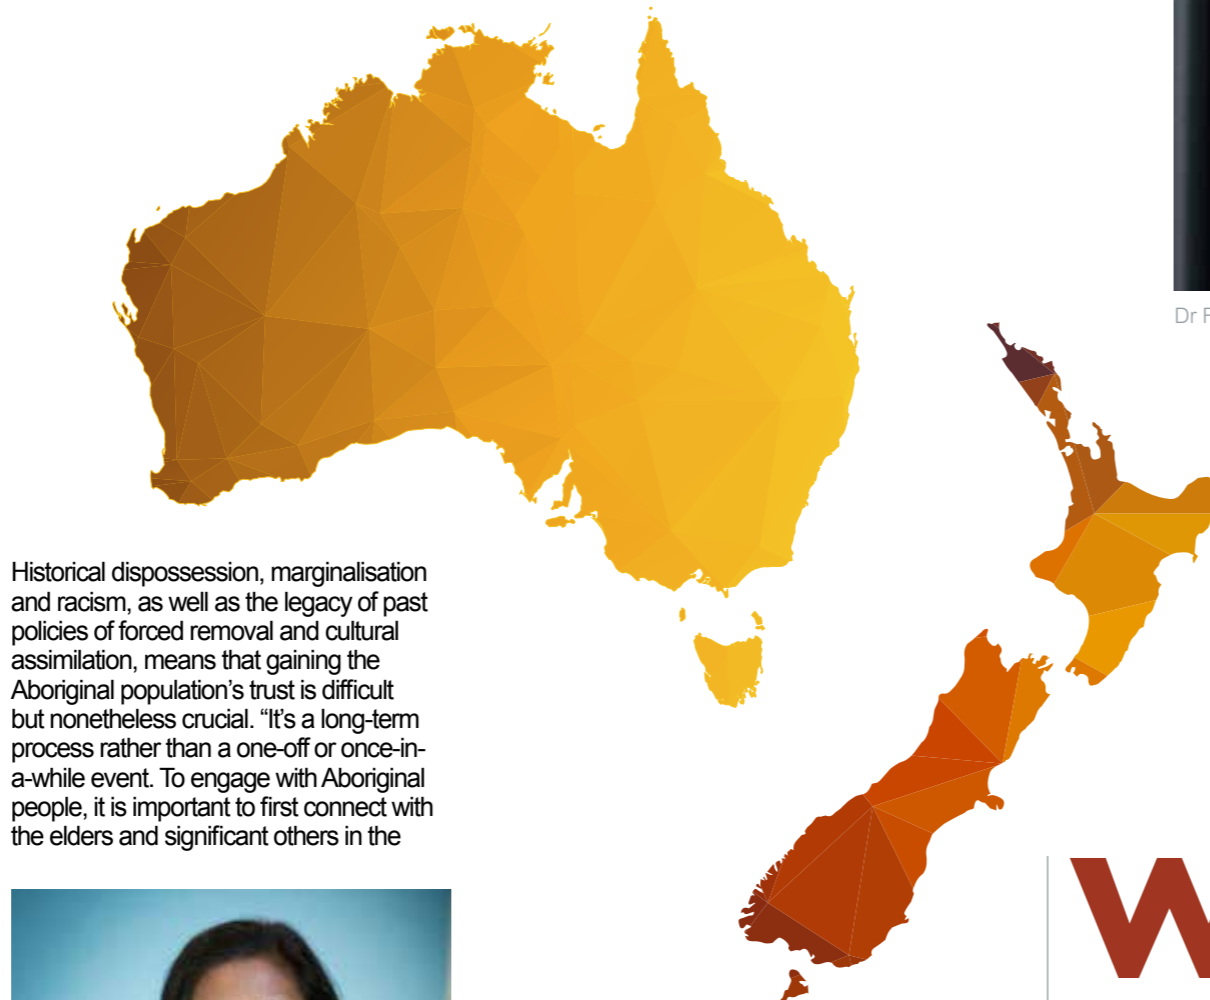 Historical dispossession, marginalisation
and racism, as well as the legacy of past
policies of forced removal and cultural
assimilation, means that gaining the
Aboriginal population’s trust is difficult
but nonetheless crucial. “It’s a long-term
process rather than a one-off or once-in-
a-while event. To engage with Aboriginal
people, it is important to first connect with
the elders and significant others in the
Dr
W